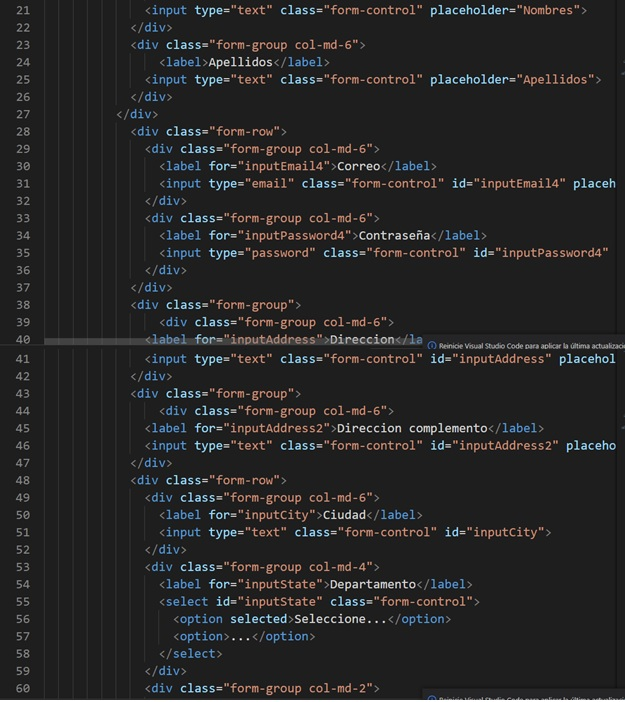 21 <input type="text" class="form-control" placeholder="Nombres">
22 </div>
23 <div class="form-group col-md-6">
24 <label>Apellidos</label>
25 <input type="text" class="form-control" placeholder="Apellidos">
26 </div>
27 </div>
28 <div class="form-row">
29 <div class="form-group col-md-6">
30 <label for="inputEmail4">Correo</label>
31 <input type="email" class="form-control" id="inputEmail4" placeh
32 </div>
33 <div class="form-group col-md-6">
34 <label for="inputPassword4">Contraseña</label>
35 <input type="password" class="form-control" id="inputPassword4"
36 </div>
37 </div>
38 <div class="form-group">
39 <div class="form-group col-md-6">
40 <label for="inputAddress">Direccion</la
Reinicie Visual Studio Code para aplicar la última actualizaci
41 <input type="text" class="form-control" id="inputAddress" placehol
42 </div>
43 <div class="form-group">
44 <div class="form-group col-md-6">
45 <label for="inputAddress2">Direccion complemento</label>
46 <input type="text" class="form-control" id="inputAddress2" placeho
47 </div>
48 <div class="form-row">
49 <div class="form-group col-md-6">
50 <label for="inputCity">Ciudad</label>
51 <input type="text" class="form-control" id="inputCity">
52 </div>
53 <div class="form-group col-md-4">
54 <label for="inputState">Departamento</label>
55 <select id="inputState" class="form-control">
56 <option selected>Seleccione...</option>
57 <option>...</option>
58 </select>
59 </div>
60 <div class="form-group col-md-2">